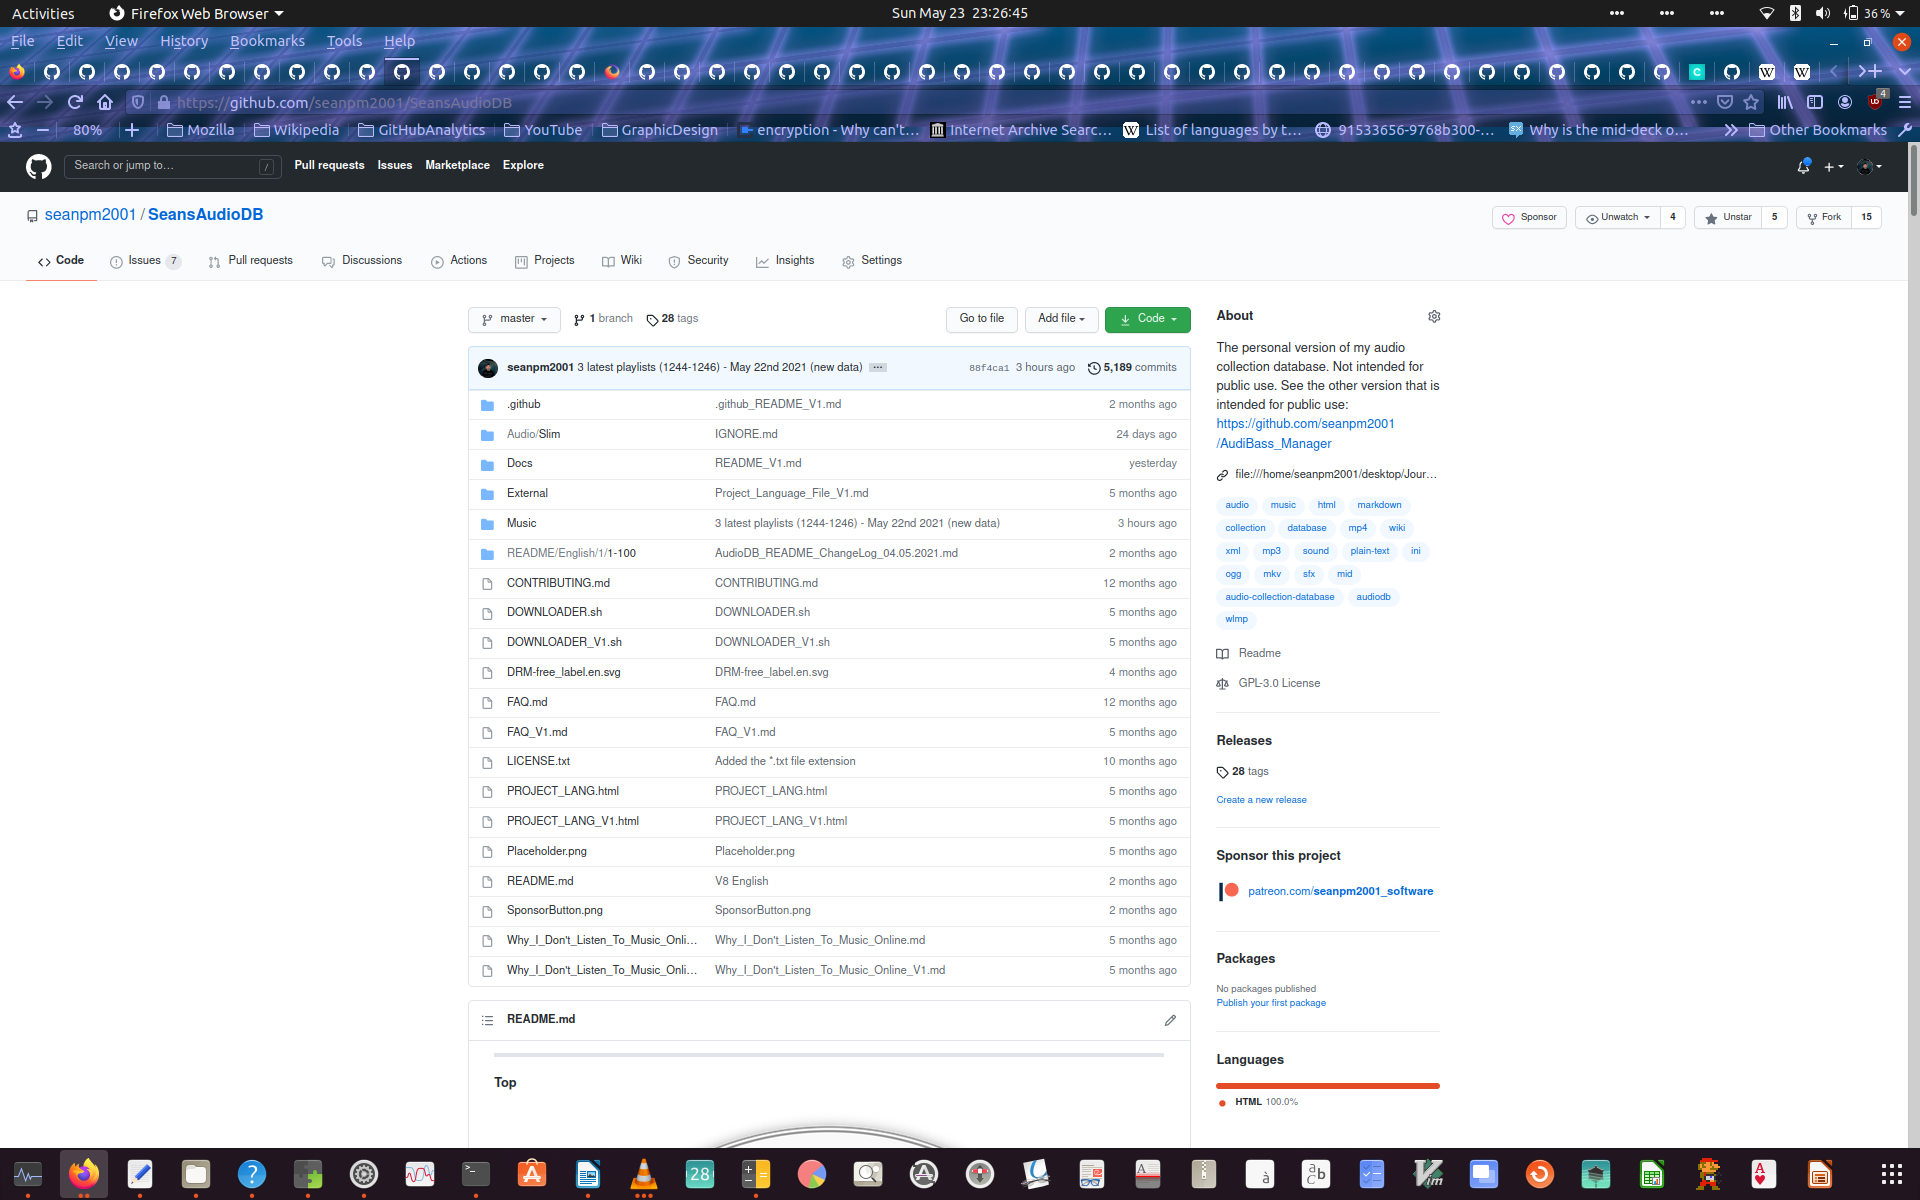 Activities Firefox Web Browser Sun May 23 23:26:45 36 %
File Edit View History Bookmarks Tools Help
https://github.com/seanpm2001/SeansAudioDB 4
80% Mozilla Wikipedia GitHubAnalytics YouTube GraphicDesign encryption - Why can't… Internet Archive Searc… List of languages by t… 91533656-9768b300-… Why is the mid-deck o… Other Bookmarks
Search or jump to… / Pull requests Issues Marketplace Explore
seanpm2001 / SeansAudioDB Sponsor Unwatch 4 Unstar 5 Fork 15
Code Issues 7 Pull requests Discussions Actions Projects Wiki Security Insights Settings
master 1 branch 28 tags Go to file Add file Code
seanpm2001 3 latest playlists (1244-1246) - May 22nd 2021 (new data) … 88f4ca1 3 hours ago 5,189 commits
.github .github_README_V1.md 2 months ago
Audio/Slim IGNORE.md 24 days ago
Docs README_V1.md yesterday
External Project_Language_File_V1.md 5 months ago
Music 3 latest playlists (1244-1246) - May 22nd 2021 (new data) 3 hours ago
README/English/1/1-100 AudioDB_README_ChangeLog_04.05.2021.md 2 months ago
CONTRIBUTING.md CONTRIBUTING.md 12 months ago
DOWNLOADER.sh DOWNLOADER.sh 5 months ago
DOWNLOADER_V1.sh DOWNLOADER_V1.sh 5 months ago
DRM-free_label.en.svg DRM-free_label.en.svg 4 months ago
FAQ.md FAQ.md 12 months ago
FAQ_V1.md FAQ_V1.md 5 months ago
LICENSE.txt Added the *.txt file extension 10 months ago
PROJECT_LANG.html PROJECT_LANG.html 5 months ago
PROJECT_LANG_V1.html PROJECT_LANG_V1.html 5 months ago
Placeholder.png Placeholder.png 5 months ago
README.md V8 English 2 months ago
SponsorButton.png SponsorButton.png 2 months ago
Why_I_Don't_Listen_To_Music_Onli… Why_I_Don't_Listen_To_Music_Online.md 5 months ago
Why_I_Don't_Listen_To_Music_Onli… Why_I_Don't_Listen_To_Music_Online_V1.md 5 months ago
README.md
Top
About
The personal version of my audio
collection database. Not intended for
public use. See the other version that is
intended for public use:
https://github.com/seanpm2001
/AudiBass_Manager
file:///home/seanpm2001/desktop/Jour…
audio music html markdown
collection database mp4 wiki
xml mp3 sound plain-text ini
ogg mkv sfx mid
audio-collection-database audiodb
wlmp
Readme
GPL-3.0 License
Releases
28 tags
Create a new release
Sponsor this project
patreon.com/seanpm2001_software
Packages
No packages published
Publish your first package
Languages
HTML 100.0%
28